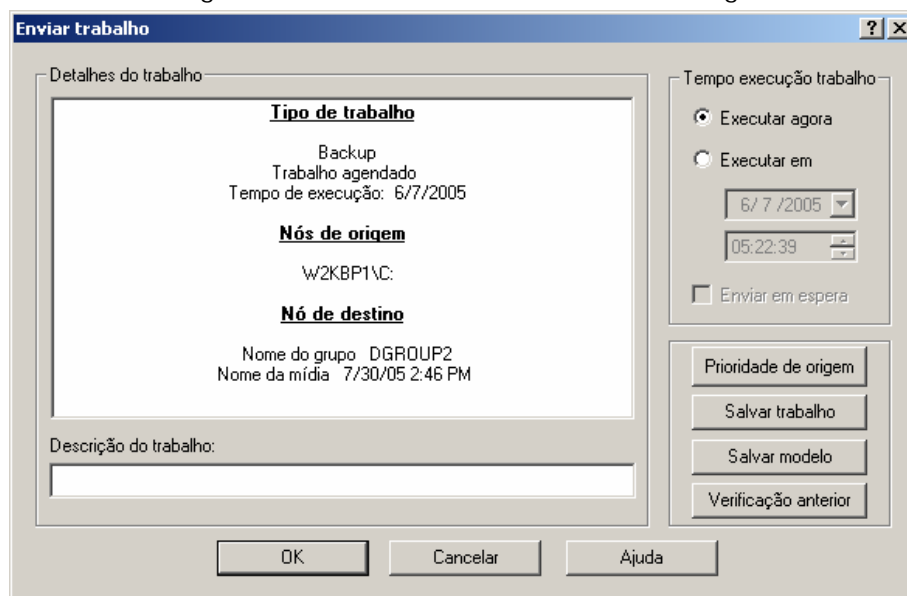 Enviar trabalho
Detalhes do trabalho
Tipo de trabalho
Backup
Trabalho agendado
Tempo de execução: 6/7/2005
Nós de origem
W2KBP1\C:
Nó de destino
Nome do grupo DGROUP2
Nome da mídia 7/30/05 2:46 PM
Descrição do trabalho:
Tempo execução trabalho
Executar agora
Executar em
6/ 7 /2005
05:22:39
Enviar em espera
Prioridade de origem
Salvar trabalho
Salvar modelo
Verificação anterior
OK
Cancelar
Ajuda